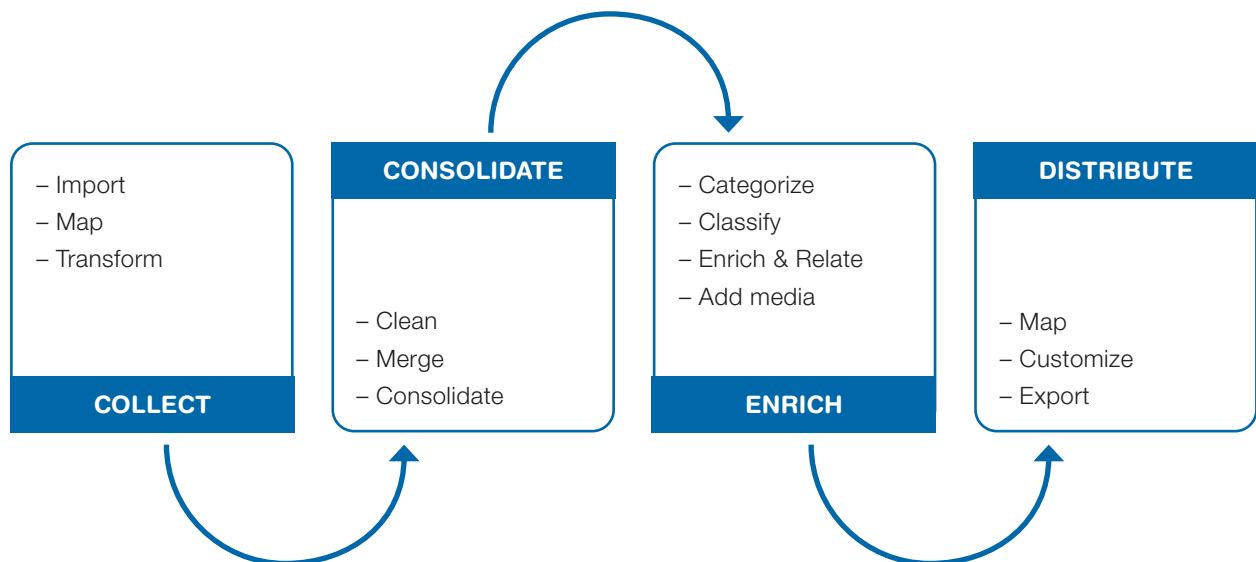 – Import
– Map
– Transform
COLLECT
CONSOLIDATE
– Clean
– Merge
– Consolidate
– Categorize
– Classify
– Enrich & Relate
– Add media
ENRICH
DISTRIBUTE
– Map
– Customize
– Export